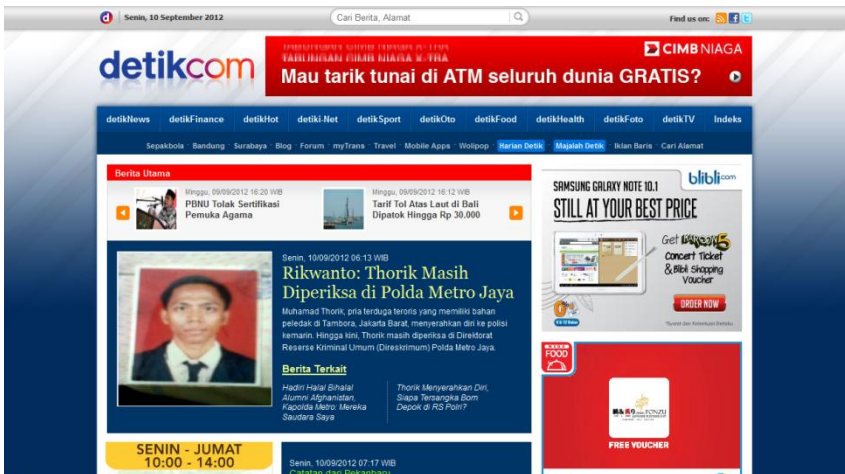 Senin, 10 September 2012
Cari Berita, Alamat
Find us on:
detikcom
TABUNGAN CIMB NIAGA X-TRA
CIMB NIAGA
Mau tarik tunai di ATM seluruh dunia GRATIS?
detikNews detikFinance detikHot detiki-Net detikSport detikOto detikFood detikHealth detikFoto detikTV Indeks
Sepakbola Bandung Surabaya Blog Forum myTrans Travel Mobile Apps Wolipop Harian Detik Majalah Detik Iklan Baris Cari Alamat
Berita Utama
Minggu, 09/09/2012 16:20 WIB
PBNU Tolak Sertifikasi
Pemuka Agama
Minggu, 09/09/2012 16:12 WIB
Tarif Tol Atas Laut di Bali
Dipatok Hingga Rp 30.000
Senin, 10/09/2012 06:13 WIB
Rikwanto: Thorik Masih
Diperiksa di Polda Metro Jaya
Muhamad Thorik, pria terduga teroris yang memiliki bahan
peledak di Tambora, Jakarta Barat, menyerahkan diri ke polisi
kemarin. Hingga kini, Thorik masih diperiksa di Direktorat
Reserse Kriminal Umum (Direskrimum) Polda Metro Jaya.
Berita Terkait
Hadiri Halal Bihalal
Alumni Afghanistan,
Kapolda Metro: Mereka
Saudara Saya
Thorik Menyerahkan Diri,
Siapa Tersangka Bom
Depok di RS Polri?
SENIN - JUMAT
10:00 - 14:00
Senin, 10/09/2012 07:17 WIB
Catatan dari Pekanbaru
blibli.com
SAMSUNG GALAXY NOTE 10.1
STILL AT YOUR BEST PRICE
Get MAROON5
Concert Ticket
& Blibli Shopping
Voucher
ORDER NOW
FOOD
FONZU
FREE VOUCHER